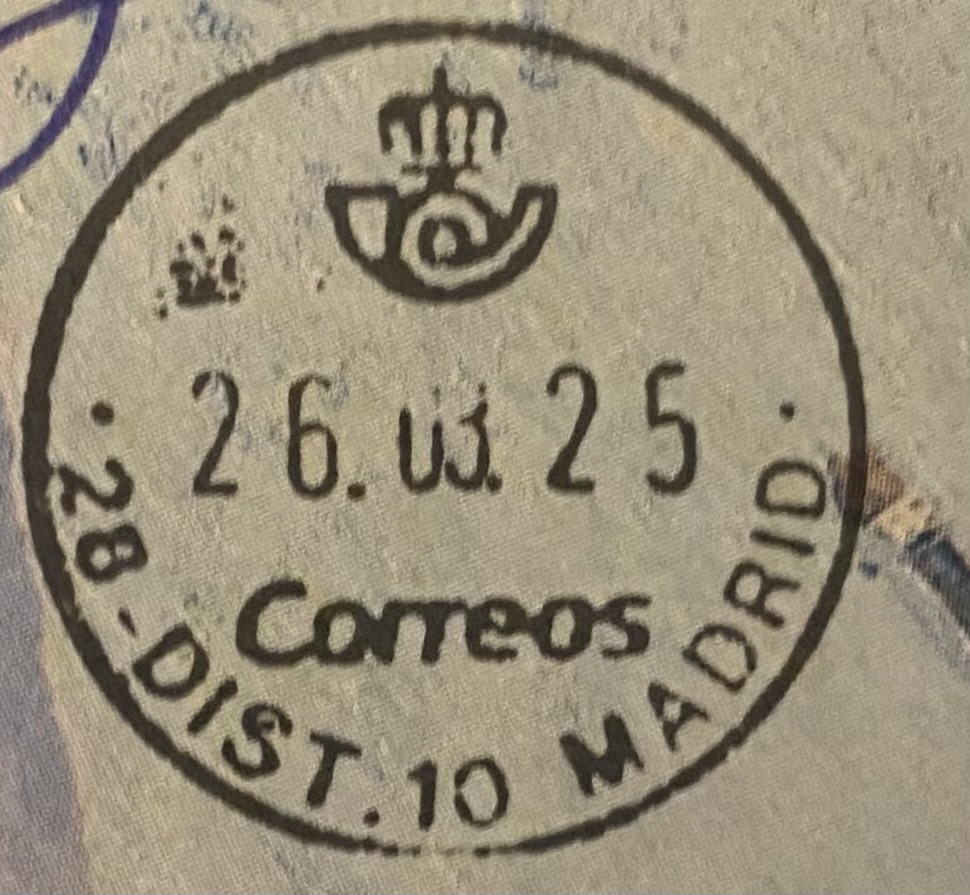 26.03.25
Correos
·28-DIST.10 MADRID·